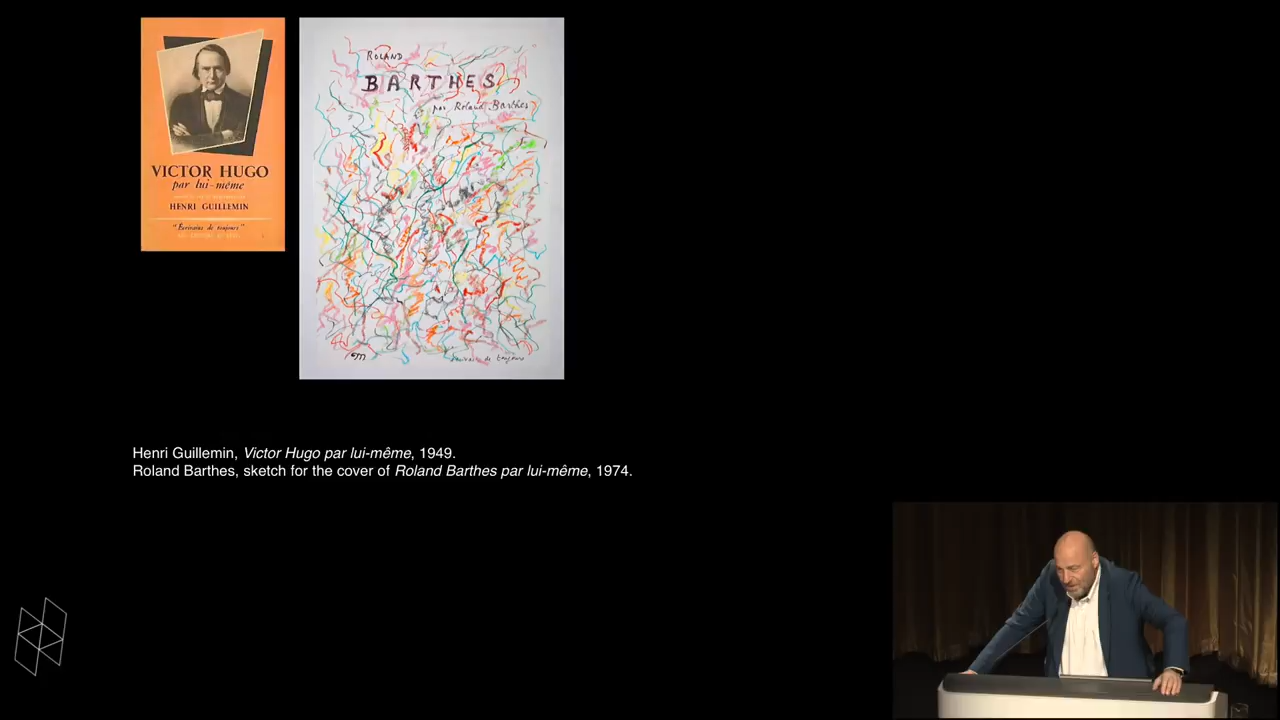 VICTOR HUGO
par lui-même
HENRI GUILLEMIN
"Écrivains de toujours"
ROLAND
BARTHES
par Roland Barthes
de toujours
Henri Guillemin, Victor Hugo par lui-même, 1949.
Roland Barthes, sketch for the cover of Roland Barthes par lui-même, 1974.